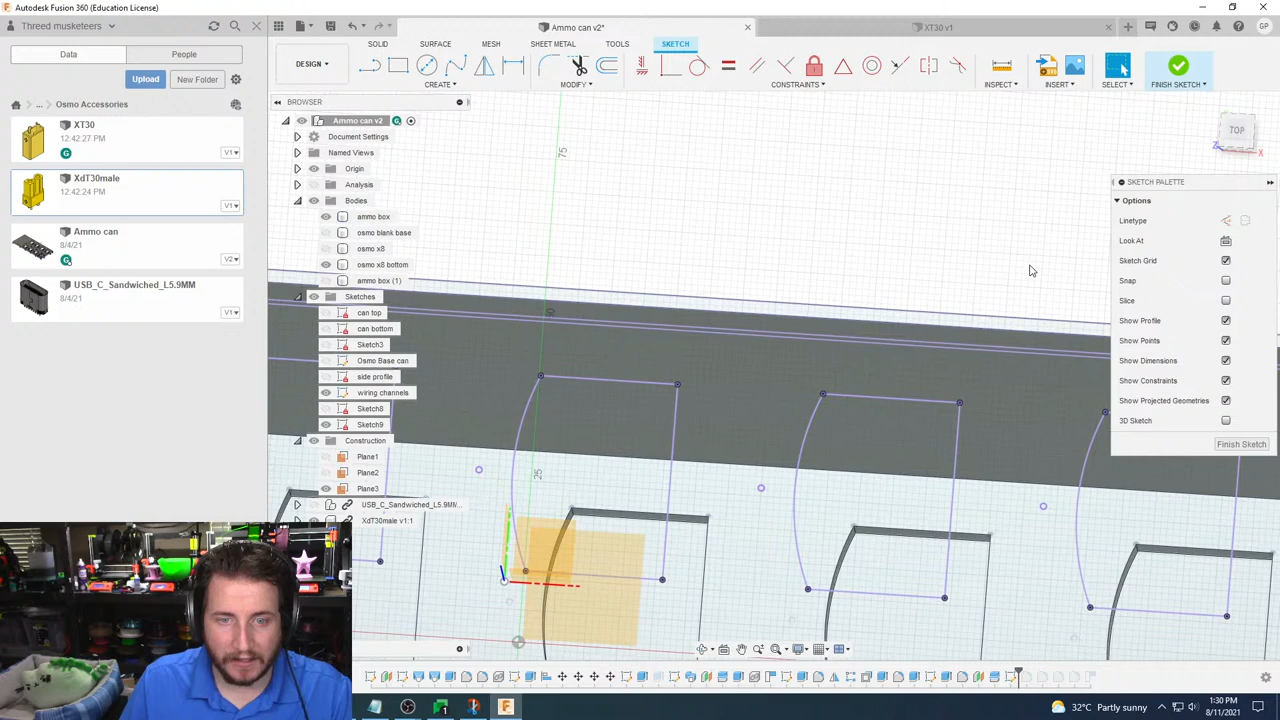 Autodesk Fusion 360 (Education License)
Threed musketeers
Ammo can v2*
XT30 v1
GP
Data
People
SOLID
SURFACE
MESH
SHEET METAL
TOOLS
SKETCH
Upload
New Folder
DESIGN
CREATE
MODIFY
CONSTRAINTS
INSPECT
INSERT
SELECT
FINISH SKETCH
... Osmo Accessories
BROWSER
XT30
12:42:27 PM
G
V1
XdT30male
12:42:24 PM
V1
Ammo can
8/4/21
G
V2
USB_C_Sandwiched_L5.9MM
8/4/21
V1
Ammo can v2
Document Settings
Named Views
Origin
Analysis
Bodies
ammo box
osmo blank base
osmo x8
osmo x8 bottom
ammo box (1)
Sketches
can top
can bottom
Sketch3
Osmo Base can
side profile
wiring channels
Sketch8
Sketch9
Construction
Plane1
Plane2
Plane3
USB_C_Sandwiched_L5.9MM...
XdT30male v1:1
75
25
TOP
Z
X
SKETCH PALETTE
Options
Linetype
Look At
Sketch Grid
Snap
Slice
Show Profile
Show Points
Show Dimensions
Show Constraints
Show Projected Geometries
3D Sketch
Finish Sketch
32°C Partly sunny
1:30 PM
8/11/2021